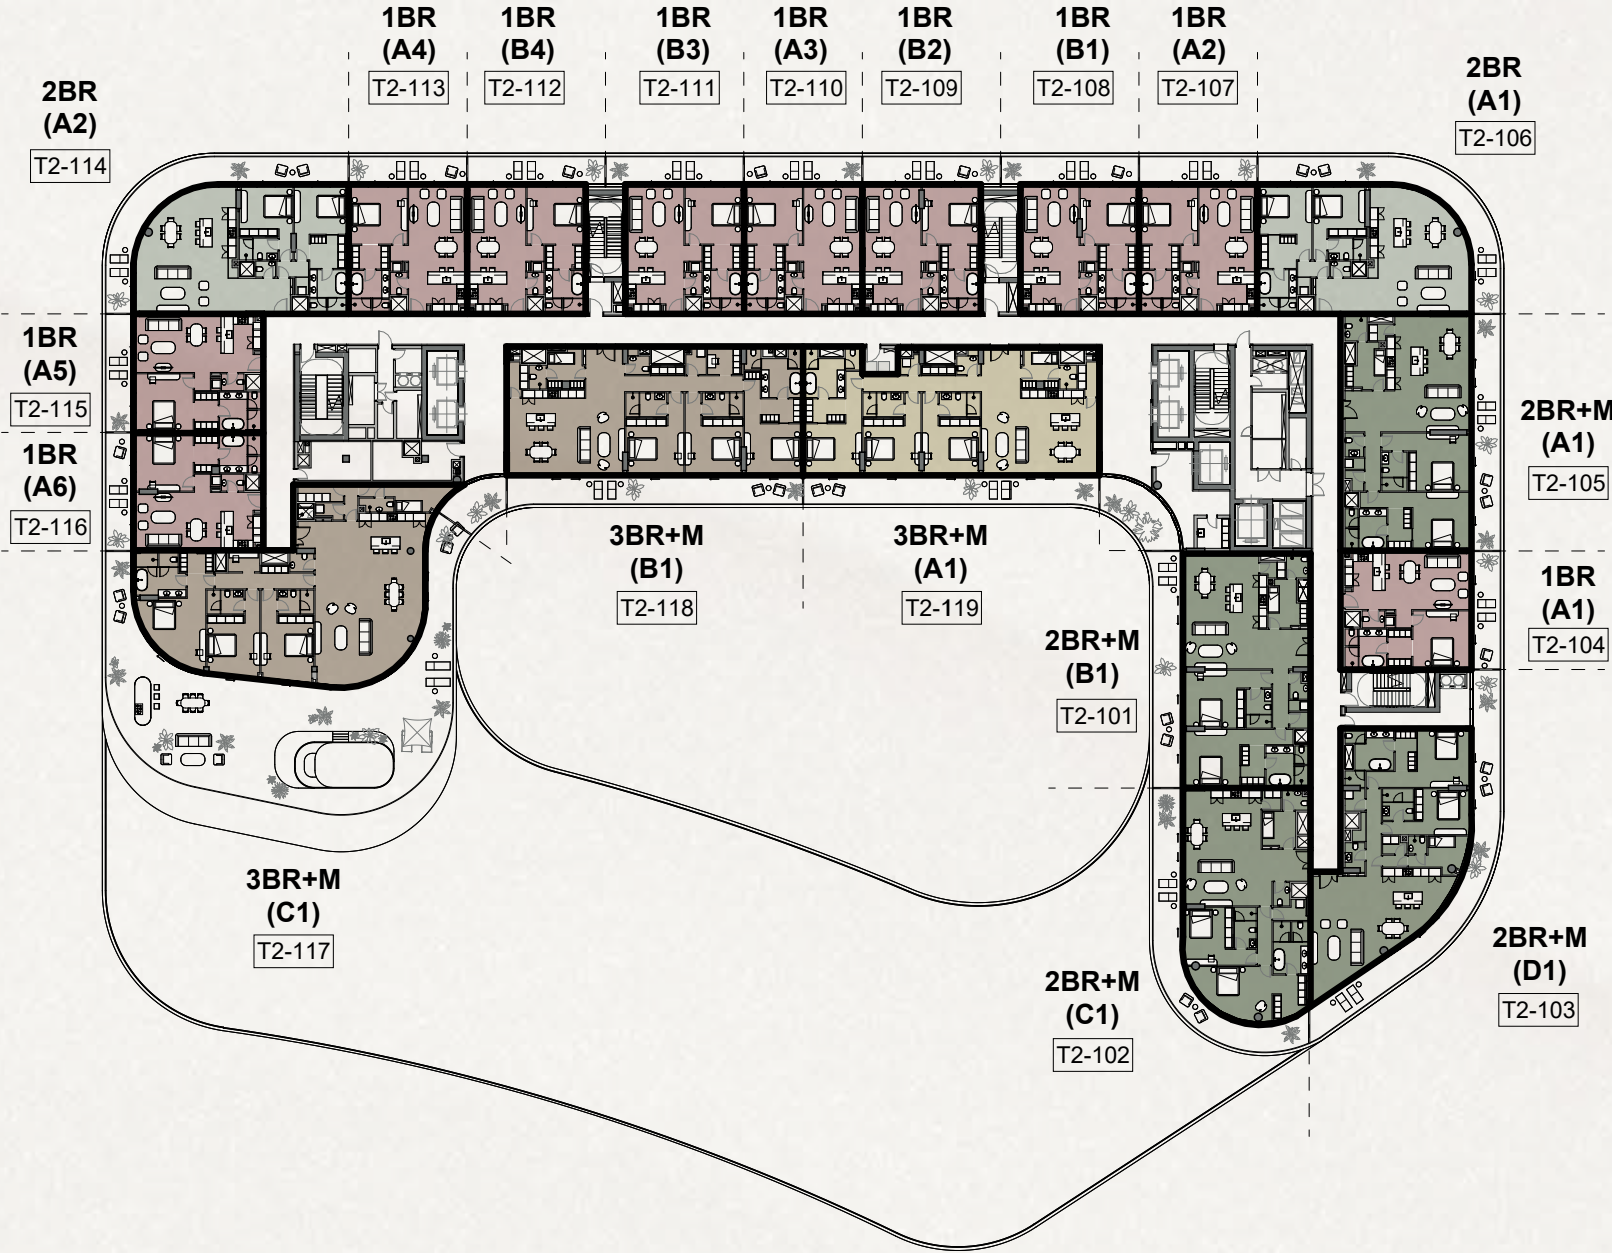 1BR
(A4)
T2-113
1BR
(B4)
T2-112
1BR
(B3)
T2-111
1BR
(A3)
T2-110
1BR
(B2)
T2-109
1BR
(B1)
T2-108
1BR
(A2)
T2-107
2BR
(A1)
T2-106
2BR
(A2)
T2-114
1BR
(A5)
T2-115
1BR
(A6)
T2-116
2BR+M
(A1)
T2-105
1BR
(A1)
T2-104
3BR+M
(B1)
T2-118
3BR+M
(A1)
T2-119
2BR+M
(B1)
T2-101
3BR+M
(C1)
T2-117
2BR+M
(C1)
T2-102
2BR+M
(D1)
T2-103